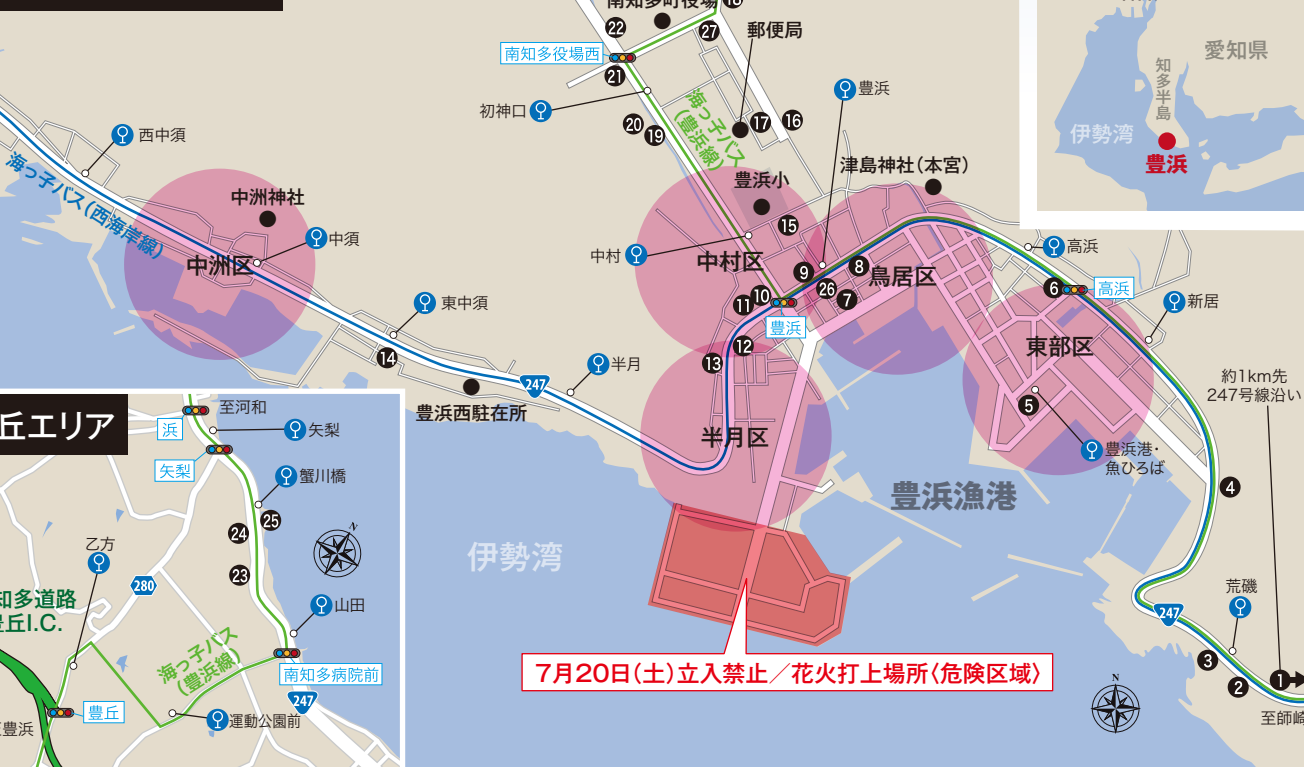 南知多町役場
18
22
27
郵便局
南知多役場西
21
初神口
豊浜
20
19
17
16
海っ子バス
(豊浜線)
西中須
海っ子バス(西海岸線)
中洲神社
中須
中洲区
東中須
14
247
半月
豊浜西駐在所
豊浜小
津島神社(本宮)
15
中村
中村区
9
8
鳥居区
26
7
10
11
豊浜
12
13
半月区
高浜
6
高浜
新居
東部区
5
豊浜港・
魚ひろば
約1km先
247号線沿い
4
豊浜漁港
伊勢湾
荒磯
247
3
2
1
至師崎
N
7月20日(土)立入禁止/花火打上場所〈危険区域〉
愛知県
知多半島
伊勢湾
豊浜
丘エリア
至河和
浜
矢梨
矢梨
蟹川橋
25
24
23
乙方
280
N
山田
知多道路
豊丘I.C.
海っ子バス
(豊浜線)
南知多病院前
247
豊丘
運動公園前
豊浜